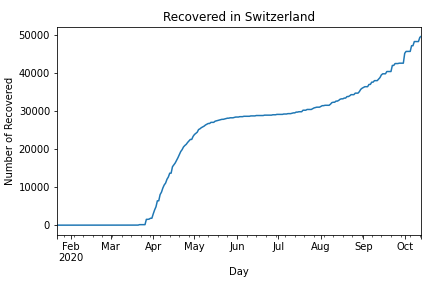 Recovered in Switzerland
Number of Recovered
50000
40000
30000
20000
10000
0
Feb Mar Apr May Jun Jul Aug Sep Oct
2020
Day